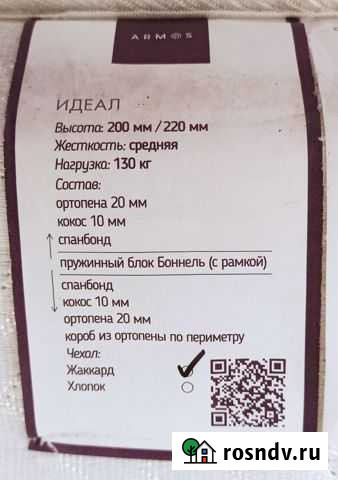 ARMOS
ИДЕАЛ
Высота: 200 мм / 220 мм
Жесткость: средняя
Нагрузка: 130 кг
Состав:
ортопена 20 мм
кокос 10 мм
спанбонд
пружинный блок Боннель (с рамкой)
спанбонд
кокос 10 мм
ортопена 20 мм
короб из ортопены по периметру
Чехол:
Жаккард
Хлопок
rosndv.ru